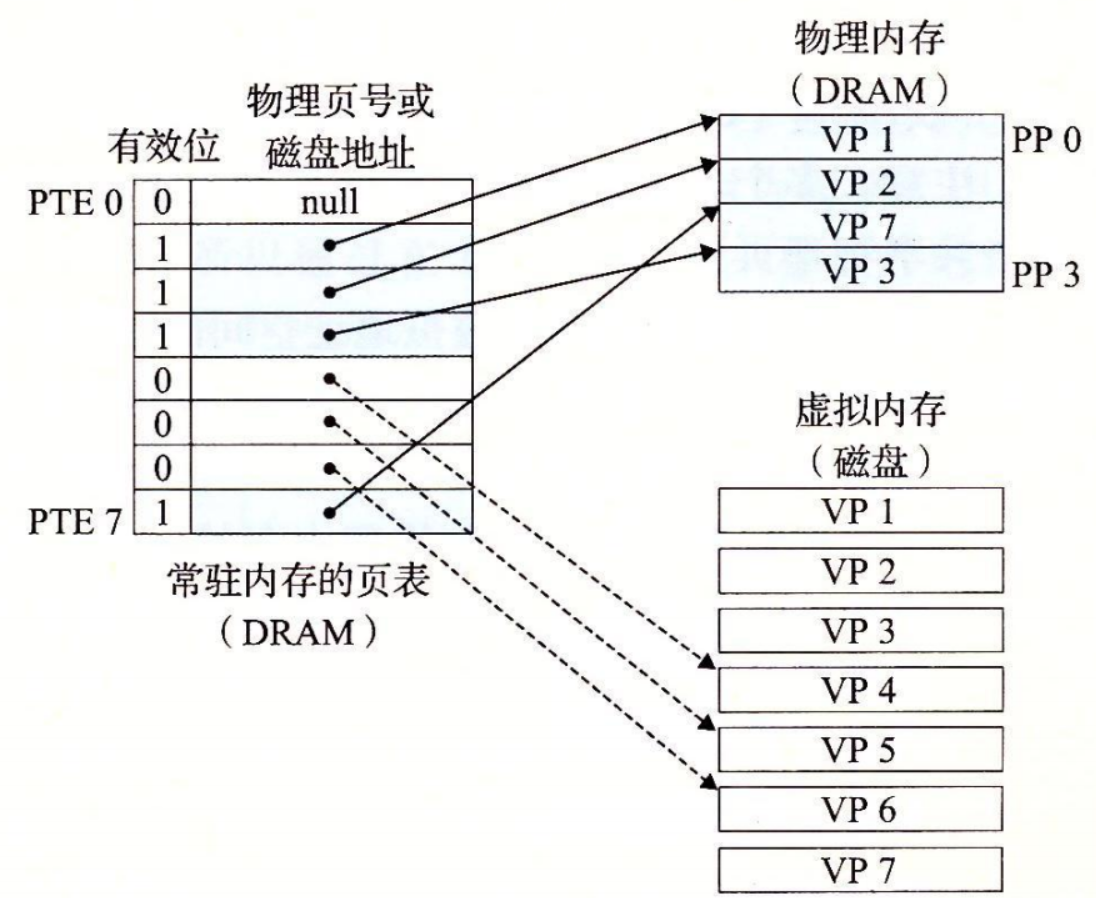 物理内存
（DRAM）
物理页号或
有效位 磁盘地址
VP 1 PP 0
VP 2
VP 7
VP 3 PP 3
PTE 0 0 null
1
1
1
0
0
0
PTE 7 1
常驻内存的页表
（DRAM）
虚拟内存
（磁盘）
VP 1
VP 2
VP 3
VP 4
VP 5
VP 6
VP 7